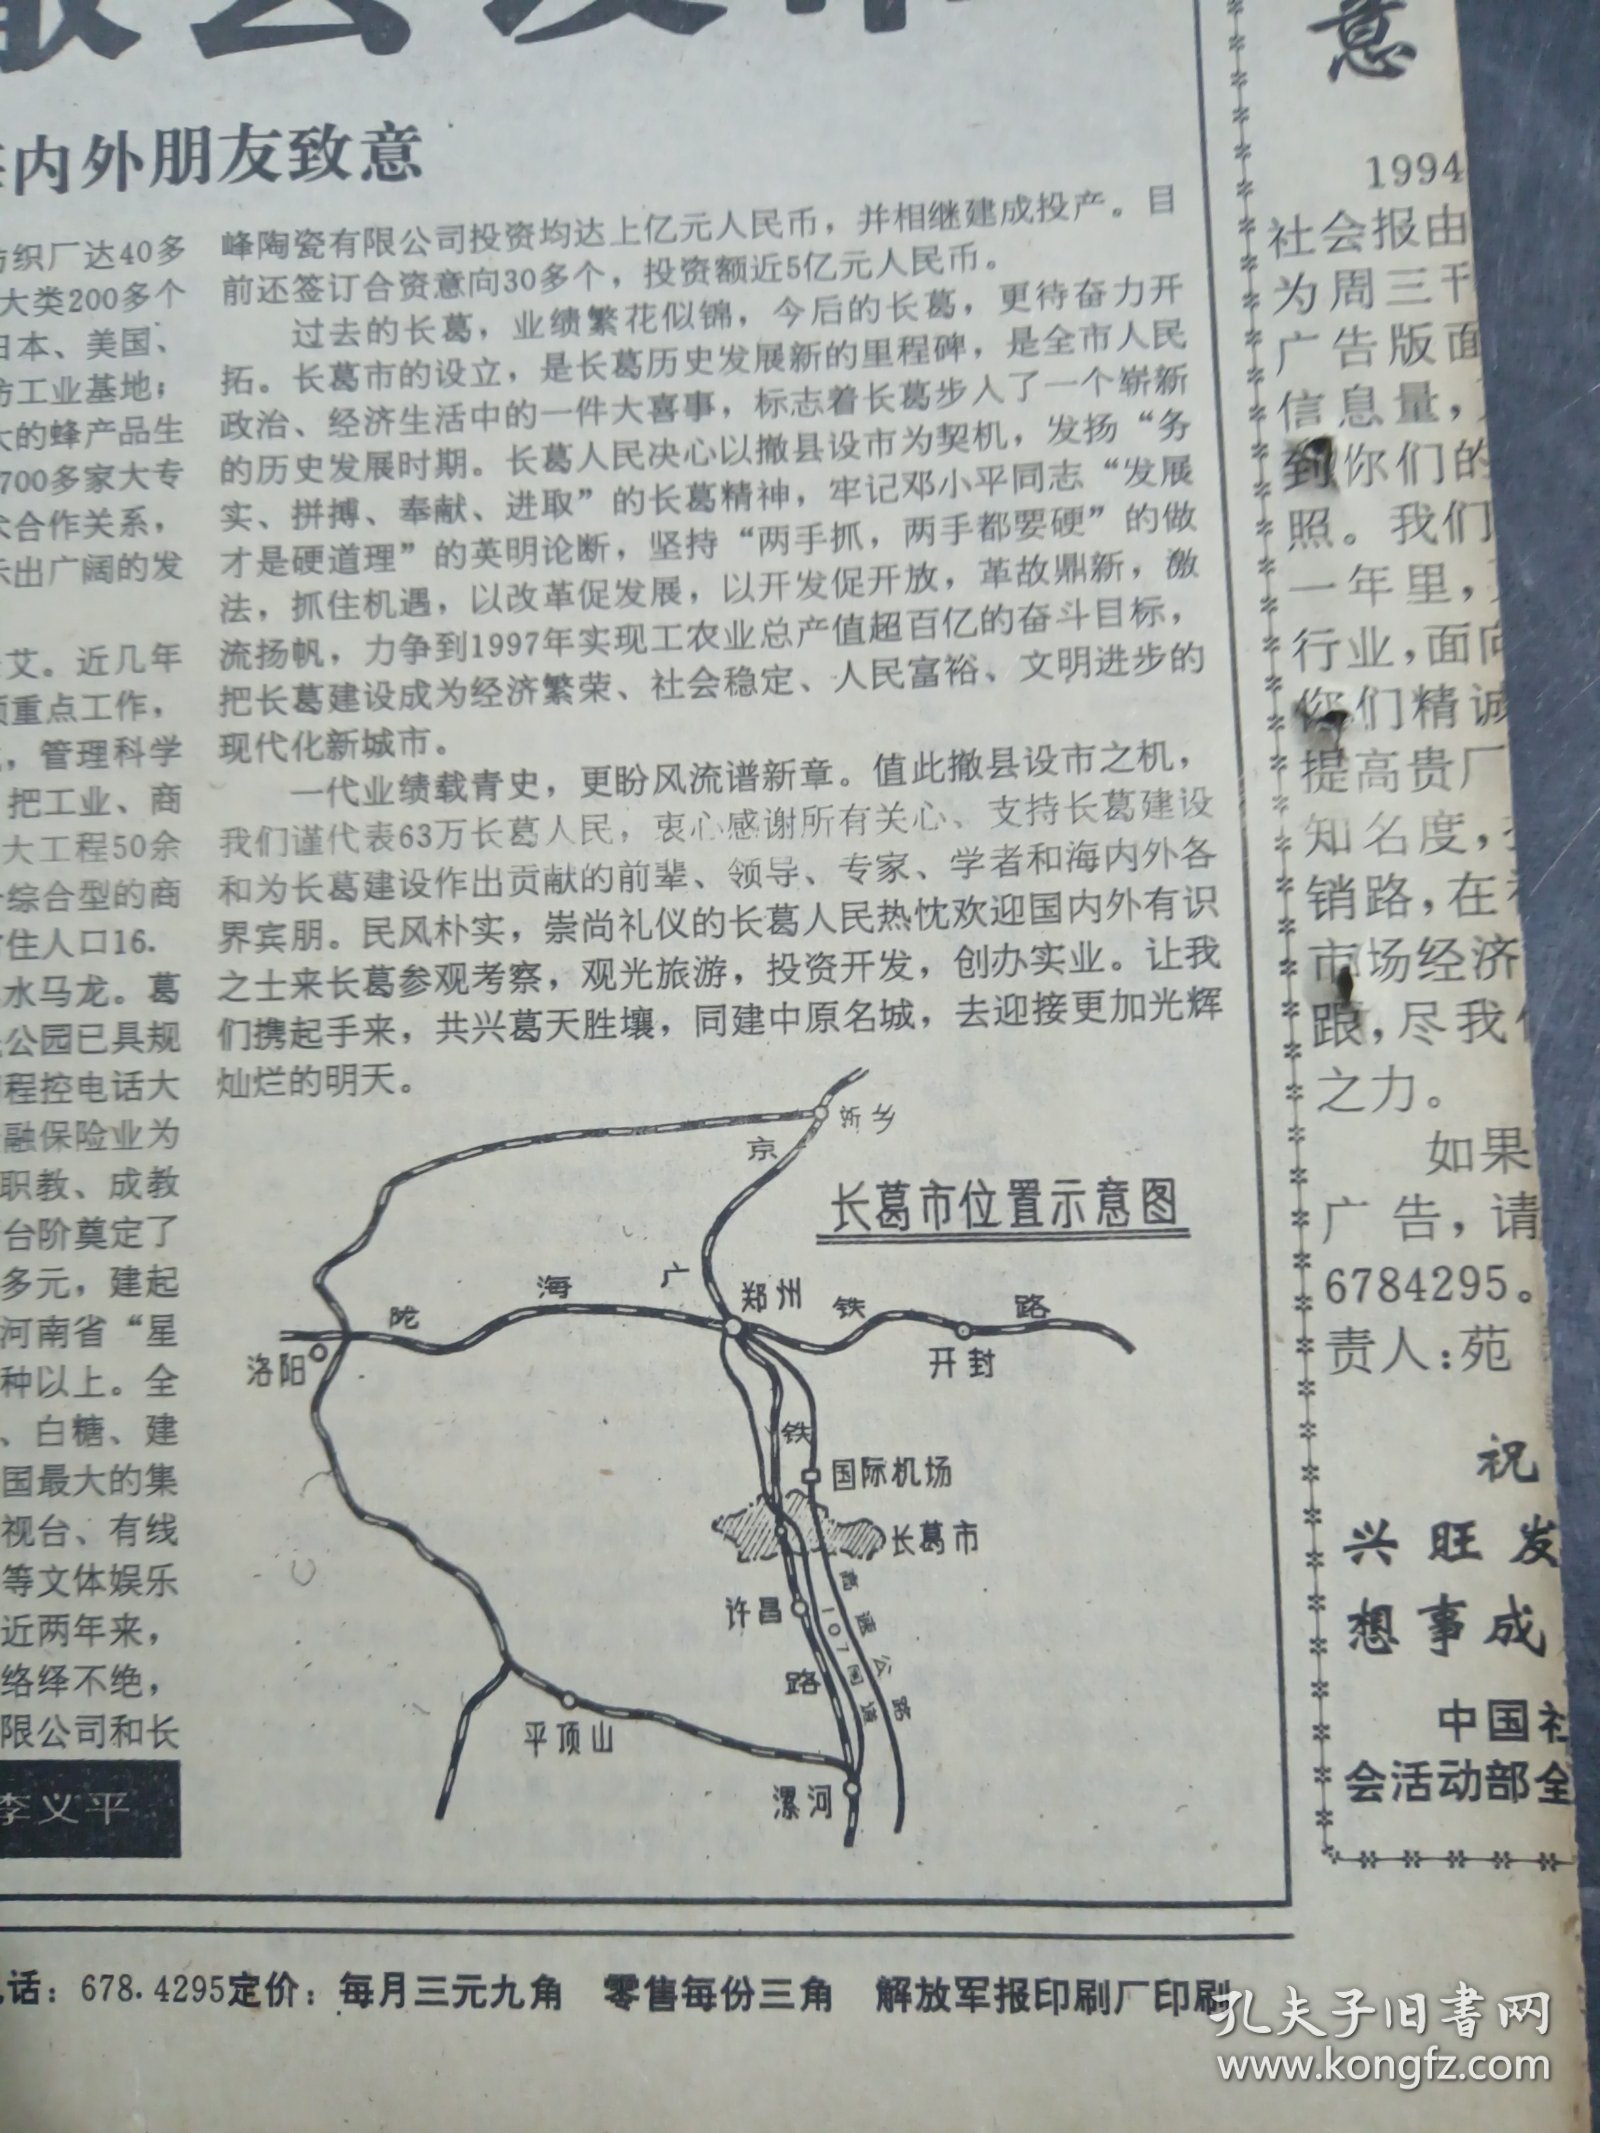 内外朋友致意
纺织厂达40多
大类200多个
日本、美国、
纺工业基地；
大的蜂产品生
700多家大专
合作关系，
示出广阔的发
艾。近几年
项重点工作，
，管理科学
把工业、商
大工程50余
综合型的商
住人口16.
水马龙。葛
公园已具规
程控电话大
融保险业为
职教、成教
台阶奠定了
多元，建起
河南省“星
种以上。全
、白糖、建
国最大的集
视台、有线
等文体娱乐
近两年来，
络绎不绝，
限公司和长
李义平
峰陶瓷有限公司投资均达上亿元人民币，并相继建成投产。目
前还签订合资意向30多个，投资额近5亿元人民币。
过去的长葛，业绩繁花似锦，今后的长葛，更待奋力开
拓。长葛市的设立，是长葛历史发展新的里程碑，是全市人民
政治、经济生活中的一件大喜事，标志着长葛步入了一个崭新
的历史发展时期。长葛人民决心以撤县设市为契机，发扬“务
实、拼搏、奉献、进取”的长葛精神，牢记邓小平同志“发展
才是硬道理”的英明论断，坚持“两手抓，两手都要硬”的做
法，抓住机遇，以改革促发展，以开发促开放，革故鼎新，激
流扬帆，力争到1997年实现工农业总产值超百亿的奋斗目标，
把长葛建设成为经济繁荣、社会稳定、人民富裕、文明进步的
现代化新城市。
一代业绩载青史，更盼风流谱新章。值此撤县设市之机，
我们谨代表63万长葛人民，衷心感谢所有关心、支持长葛建设
和为长葛建设作出贡献的前辈、领导、专家、学者和海内外各
界宾朋。民风朴实，崇尚礼仪的长葛人民热忱欢迎国内外有识
之士来长葛参观考察，观光旅游，投资开发，创办实业。让我
们携起手来，共兴葛天胜壤，同建中原名城，去迎接更加光辉
灿烂的明天。
新乡
京
长葛市位置示意图
广
海
郑州
铁
路
陇
洛阳
开封
铁
国际机场
长葛市
许昌
高速公路
107国道
路
平顶山
漯河
意
1994
社会报由
为周三刊
广告版面
信息量，
到你们的
照。我们
一年里，
行业，面向
你们精诚
提高贵厂
知名度，
销路，在
市场经济
跟，尽我
之力。
如果
广告，请
6784295。
责人：苑
祝
兴旺发
想事成
中国社
会活动部全
话：678.4295定价：每月三元九角 零售每份三角 解放军报印刷厂印刷
孔夫子旧书网
www.kongfz.com